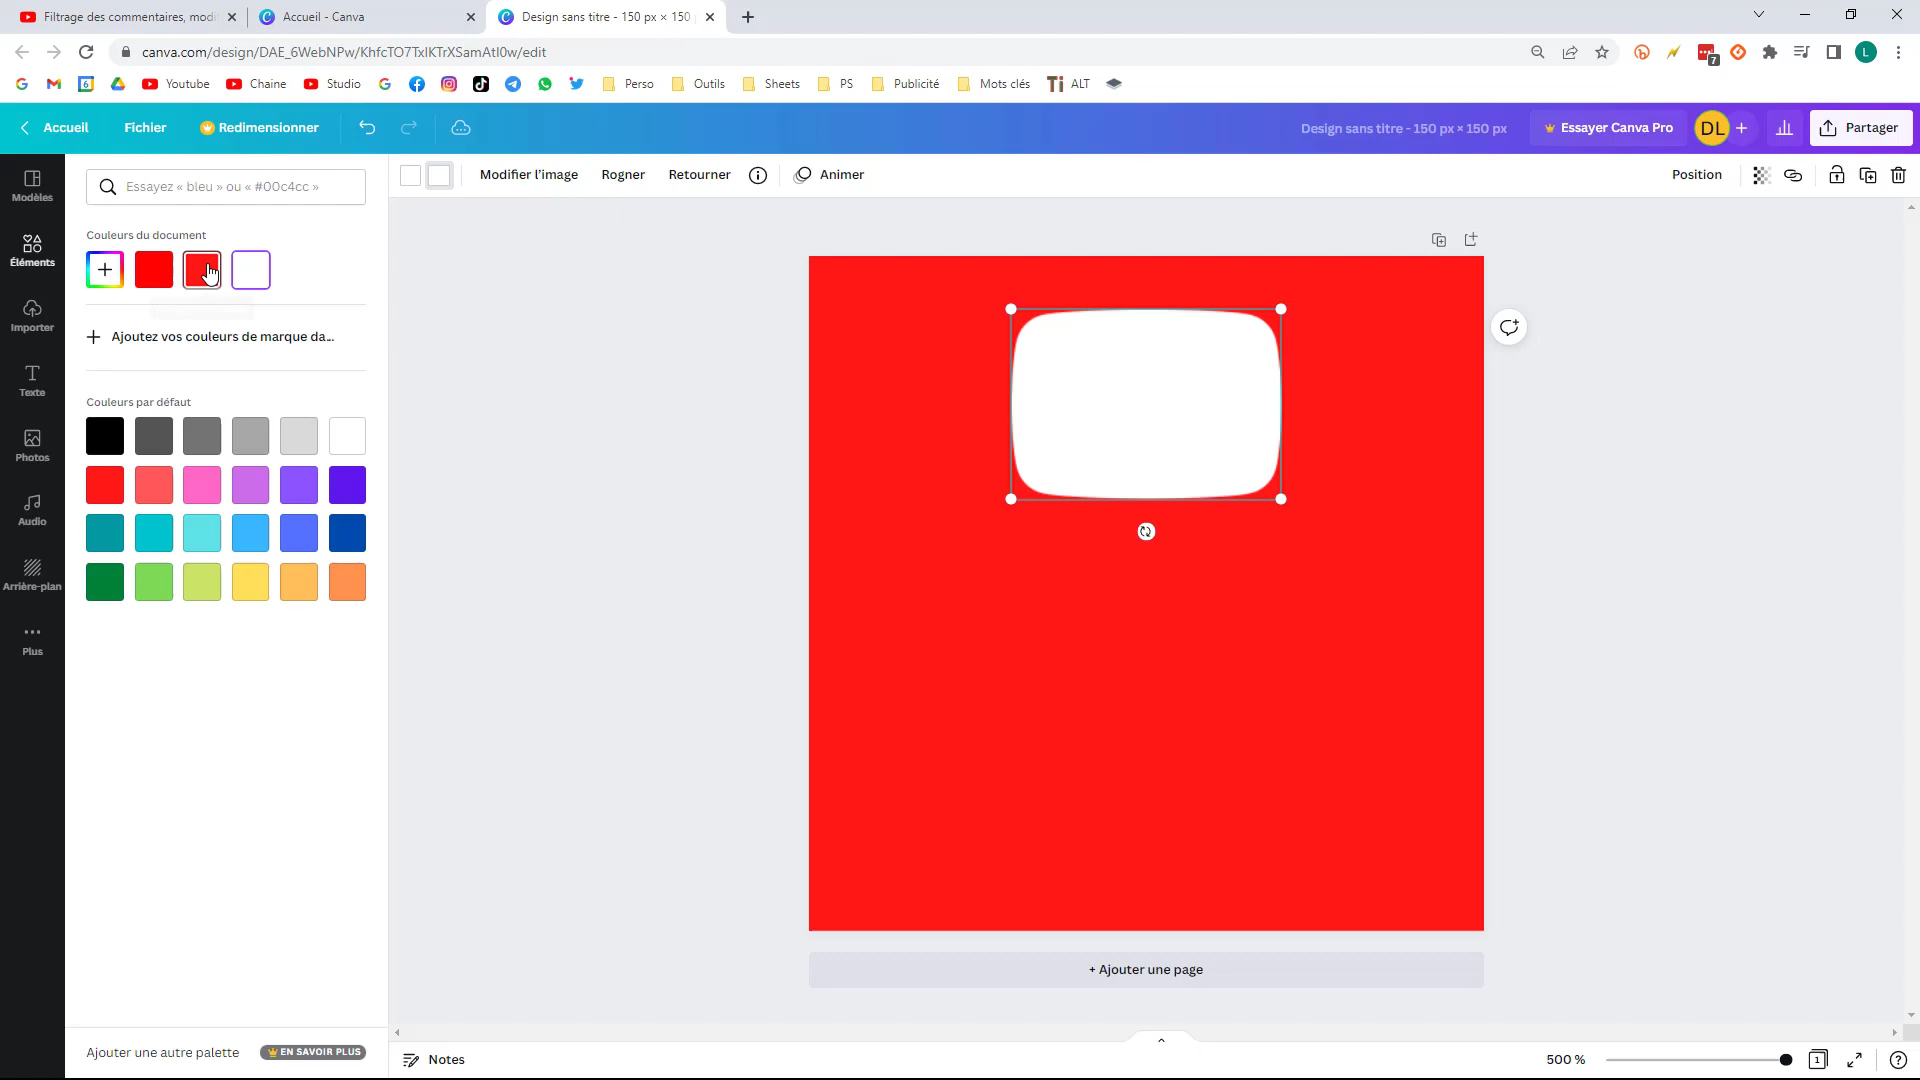 Filtrage des commentaires, modi
Accueil - Canva
Design sans titre - 150 px × 150
canva.com/design/DAE_6WebNPw/KhfcTO7TxlKTrXSamAtl0w/edit
7
L
6
Youtube
Chaine
Studio
Perso
Outils
Sheets
PS
Publicité
Mots clés
ALT
Accueil
Fichier
Redimensionner
Design sans titre - 150 px × 150 px
Essayer Canva Pro
DL
Partager
Modèles
Éléments
Importer
Texte
Photos
Audio
Arrière-plan
Plus
Essayez « bleu » ou « #00c4cc »
Couleurs du document
Ajoutez vos couleurs de marque da...
Couleurs par défaut
Ajouter une autre palette
EN SAVOIR PLUS
Modifier l'image
Rogner
Retourner
Animer
Position
+ Ajouter une page
Notes
500 %
1